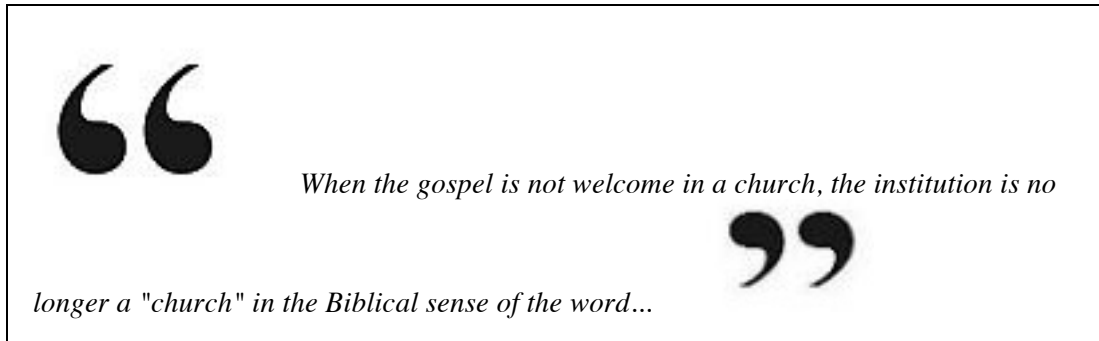 “ When the gospel is not welcome in a church, the institution is no
longer a "church" in the Biblical sense of the word... ”